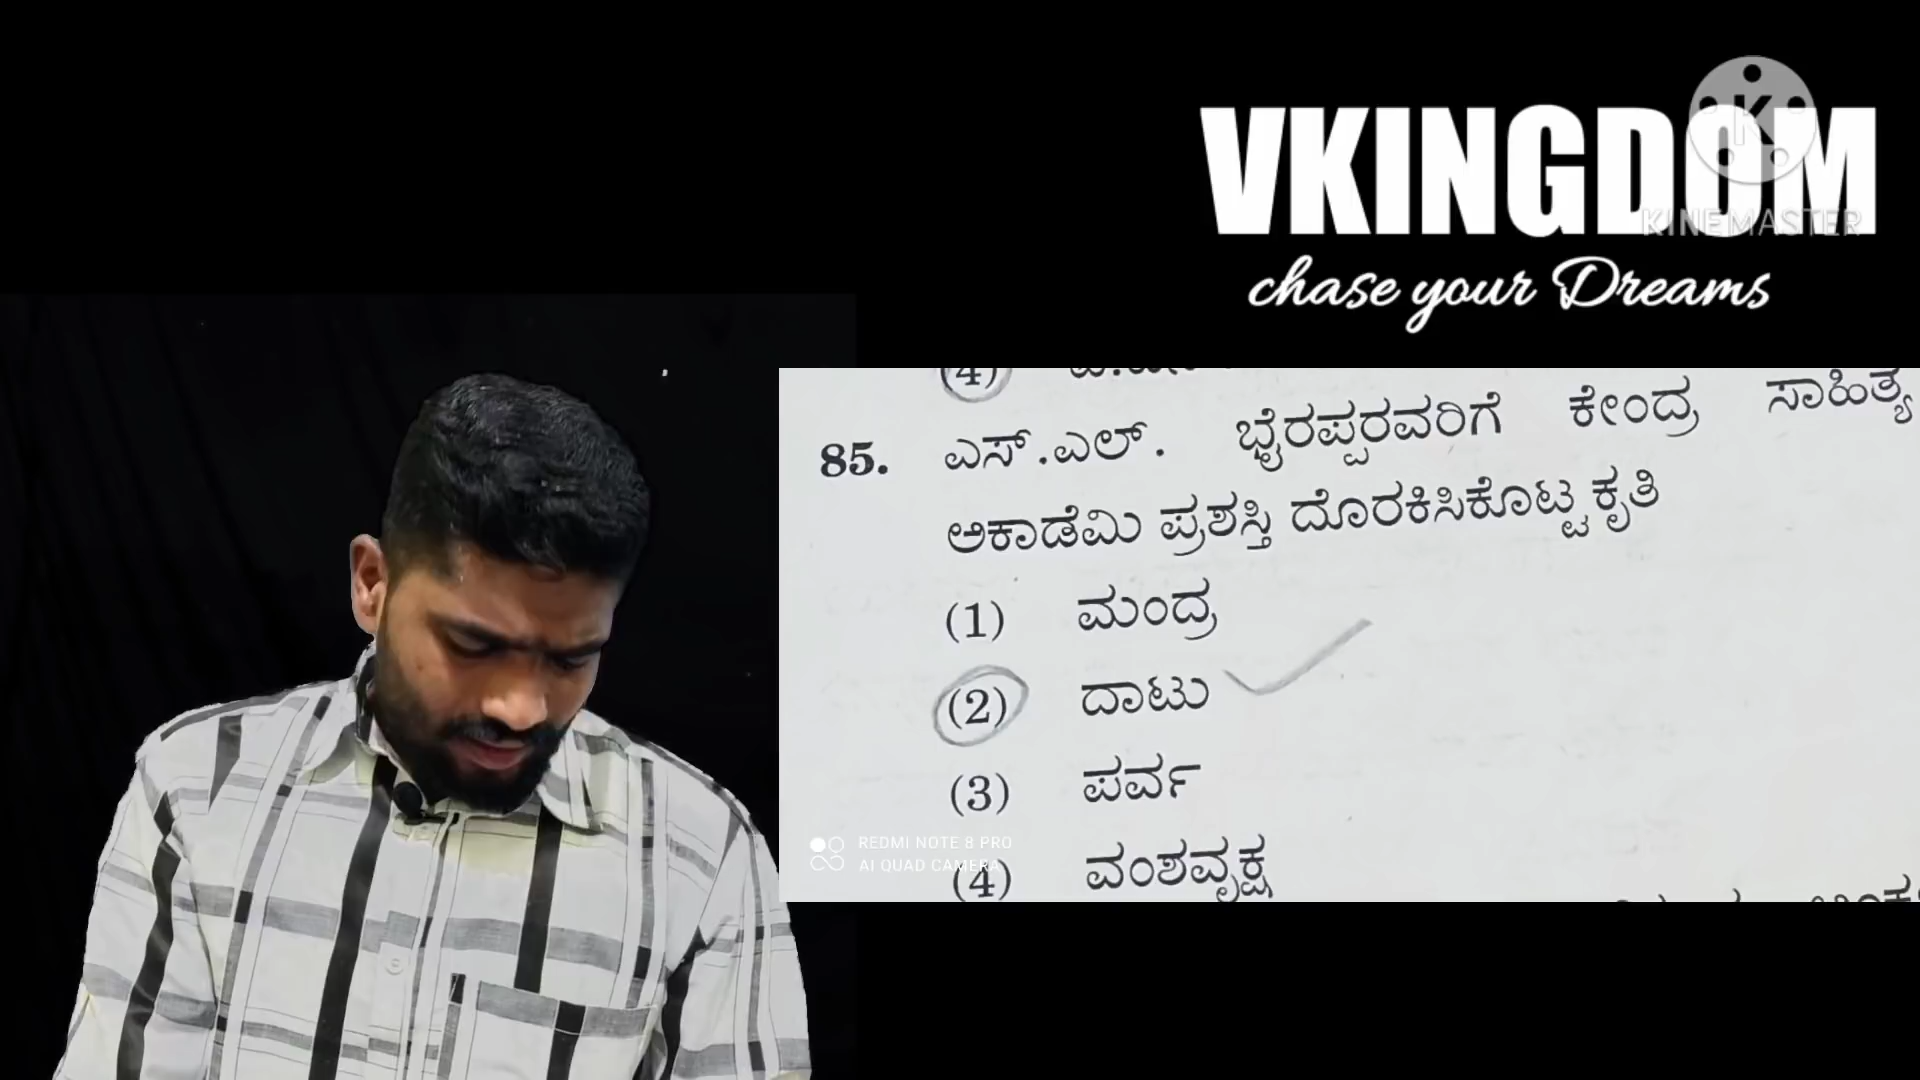 VKINGDOM
KINEMASTER
chase your Dreams
(4)
85. ಎಸ್.ಎಲ್. ಭೈರಪ್ಪರವರಿಗೆ ಕೇಂದ್ರ ಸಾಹಿತ್ಯ
ಅಕಾಡೆಮಿ ಪ್ರಶಸ್ತಿ ದೊರಕಿಸಿಕೊಟ್ಟ ಕೃತಿ
(1) ಮಂದ್ರ
(2) ದಾಟು
(3) ಪರ್ವ
REDMI NOTE 8 PRO
AI QUAD CAMERA
(4) ವಂಶವೃಕ್ಷ